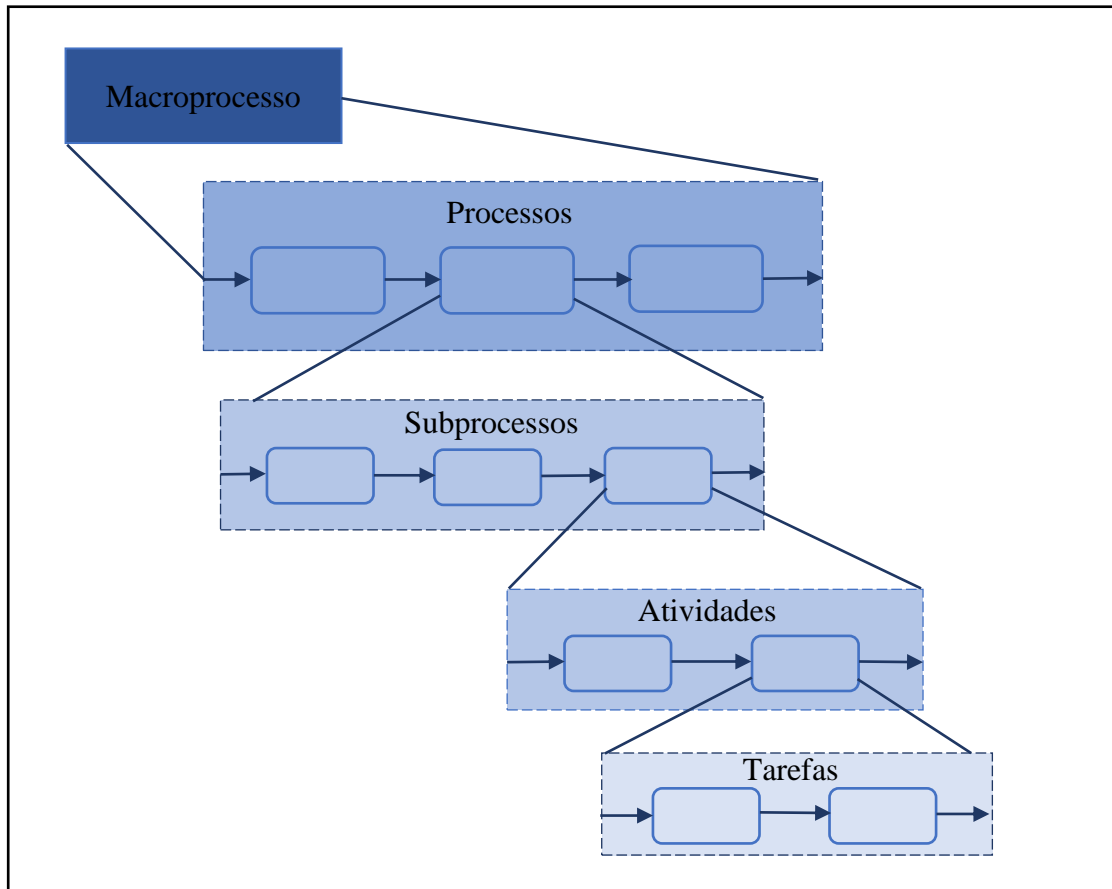 Macroprocesso
Processos
Subprocessos
Atividades
Tarefas